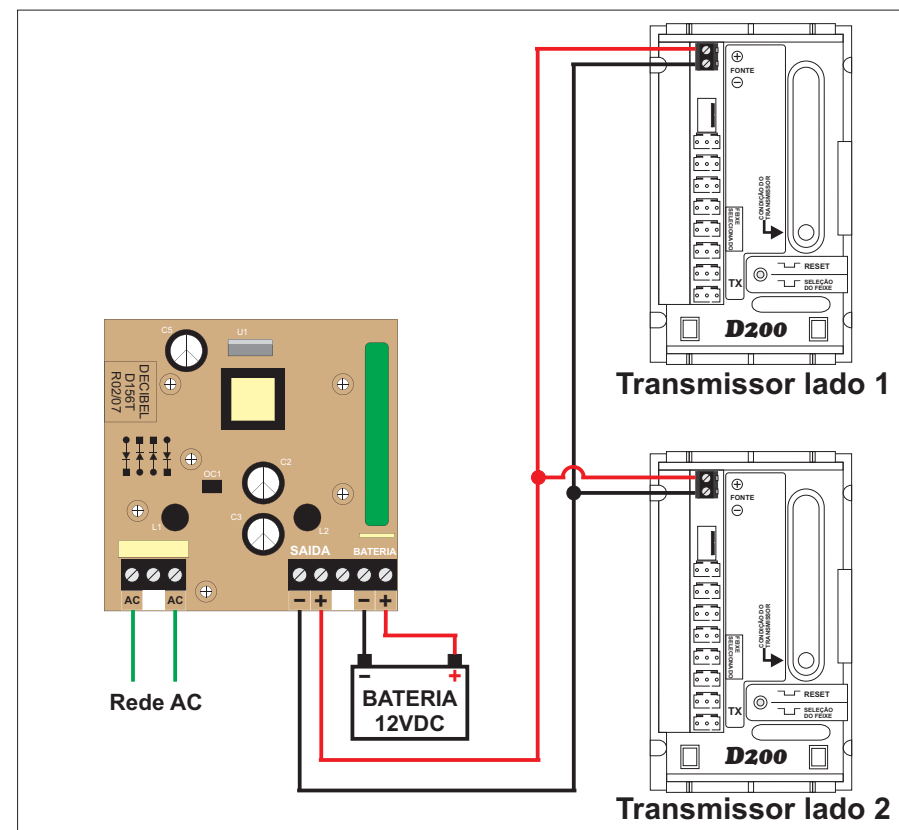 FONTE
CONDIÇÃO DO
TRANSMISSOR
FEIXE
SELECIONADO
TX
RESET
SELEÇÃO
DO FEIXE
D200
Transmissor lado 1
C5
U1
DECIBEL
D156T
R02/07
OC1
C2
L1
C3
L2
SAIDA
BATERIA
AC
AC
− + − +
Rede AC
− +
BATERIA
12VDC
FONTE
CONDIÇÃO DO
TRANSMISSOR
FEIXE
SELECIONADO
TX
RESET
SELEÇÃO
DO FEIXE
D200
Transmissor lado 2